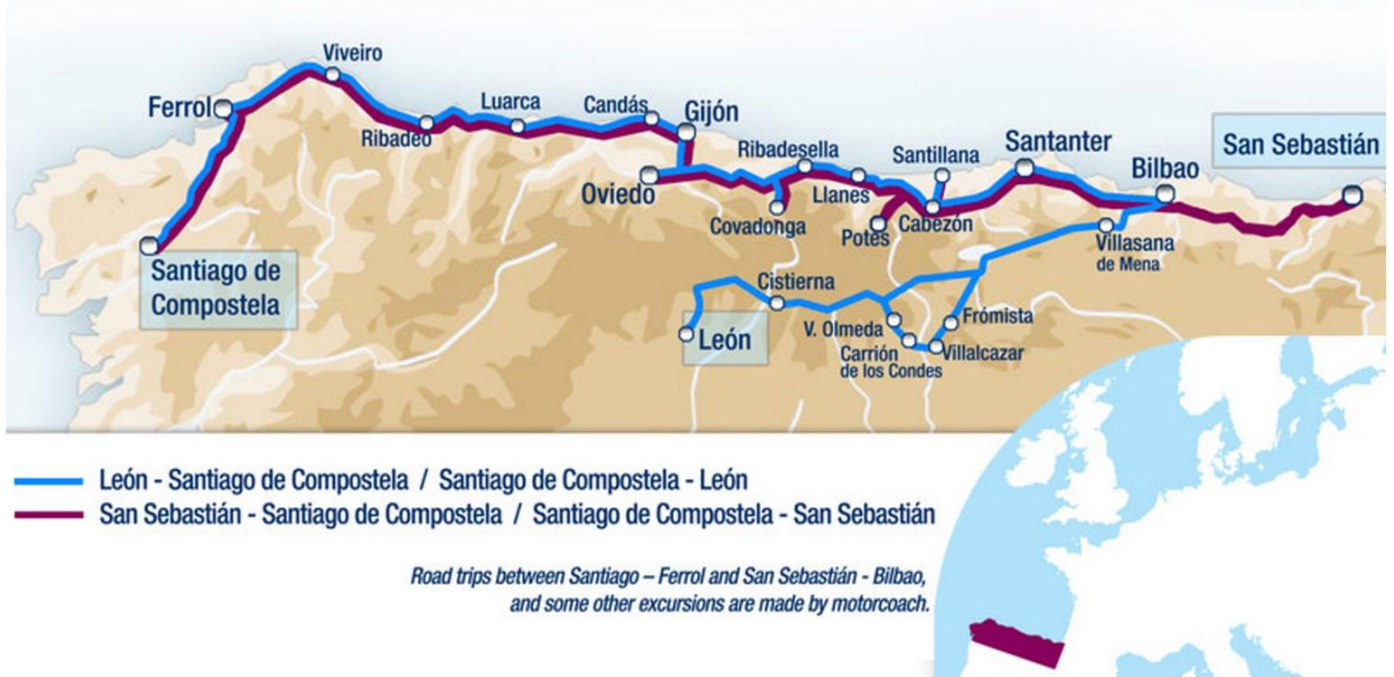 Viveiro
Ferrol
Ribadeo
Luarca
Candás
Gijón
Oviedo
Ribadesella
Covadonga
Llanes
Potes
Santillana
Cabezón
Santanter
Bilbao
San Sebastián
Villasana
de Mena
Santiago de
Compostela
Cistierna
León
V. Olmeda
Carrión
de los Condes
Frómista
Villalcazar
León - Santiago de Compostela / Santiago de Compostela - León
San Sebastián - Santiago de Compostela / Santiago de Compostela - San Sebastián
Road trips between Santiago – Ferrol and San Sebastián - Bilbao,
and some other excursions are made by motorcoach.